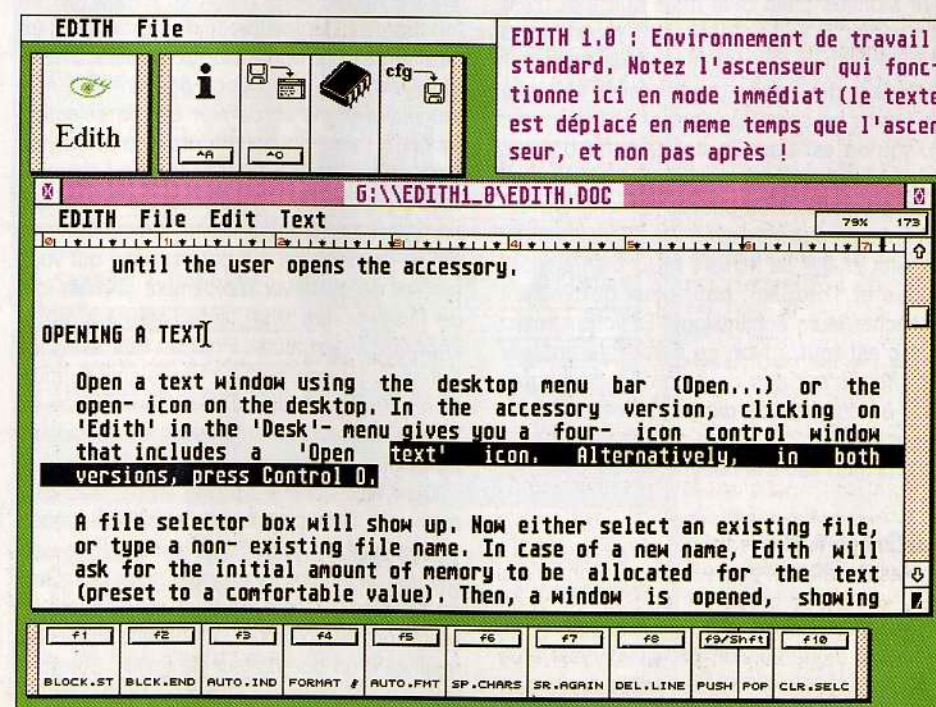 EDITH File
EDITH 1.0 : Environnement de travail
standard. Notez l'ascenseur qui fonc-
tionne ici en mode immédiat (le texte
est déplacé en meme temps que l'ascen
seur, et non pas après !
Edith
i
cfg
^A
^O
G:\\EDITH1_0\EDITH.DOC
EDITH File Edit Text
79% 173
0 1 2 3 4 5 6 7
until the user opens the accessory.
OPENING A TEXT
Open a text window using the desktop menu bar (Open...) or the
open- icon on the desktop. In the accessory version, clicking on
'Edith' in the 'Desk'- menu gives you a four- icon control window
that includes a 'Open text' icon. Alternatively, in both
versions, press Control O.
A file selector box will show up. Now either select an existing file,
or type a non- existing file name. In case of a new name, Edith will
ask for the initial amount of memory to be allocated for the text
(preset to a comfortable value). Then, a window is opened, showing
f1 f2 f3 f4 f5 f6 f7 f8 f9/Shft f10
BLOCK.ST BLCK.END AUTO.IND FORMAT AUTO.FMT SP.CHARS SR.AGAIN DEL.LINE PUSH POP CLR.SELC